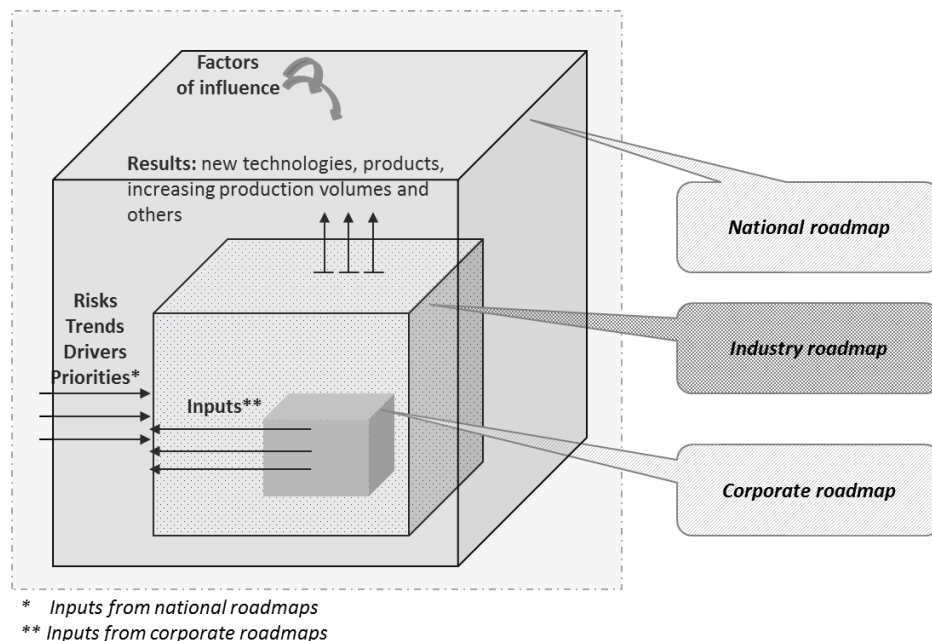 Factors
of influence
Results: new technologies, products,
increasing production volumes and
others
National roadmap
Risks
Trends
Drivers
Priorities*
Industry roadmap
Inputs**
Corporate roadmap
* Inputs from national roadmaps
** Inputs from corporate roadmaps